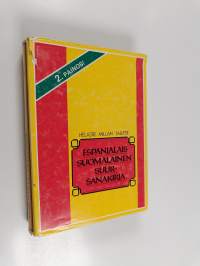 2. PAINOS!
ESPANJALAIS-
SUOMALAINEN
SUUR-
SANAKIRJA